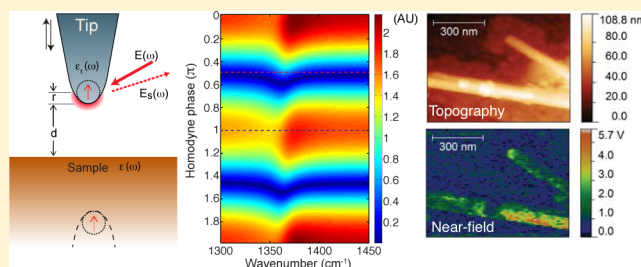 Tip
εt(ω)
E(ω)
Es(ω)
r
d
Sample ε(ω)
Homodyne phase (π)
0
0.2
0.4
0.6
0.8
1
1.2
1.4
1.6
1.8
1300 1350 1400 1450
Wavenumber (cm⁻¹)
(AU)
2
1.8
1.6
1.4
1.2
1
0.8
0.6
0.4
0.2
300 nm
Topography
108.8 nm
80.0
60.0
40.0
20.0
0.0
300 nm
Near-field
5.7 V
4.0
3.0
2.0
1.0
0.0